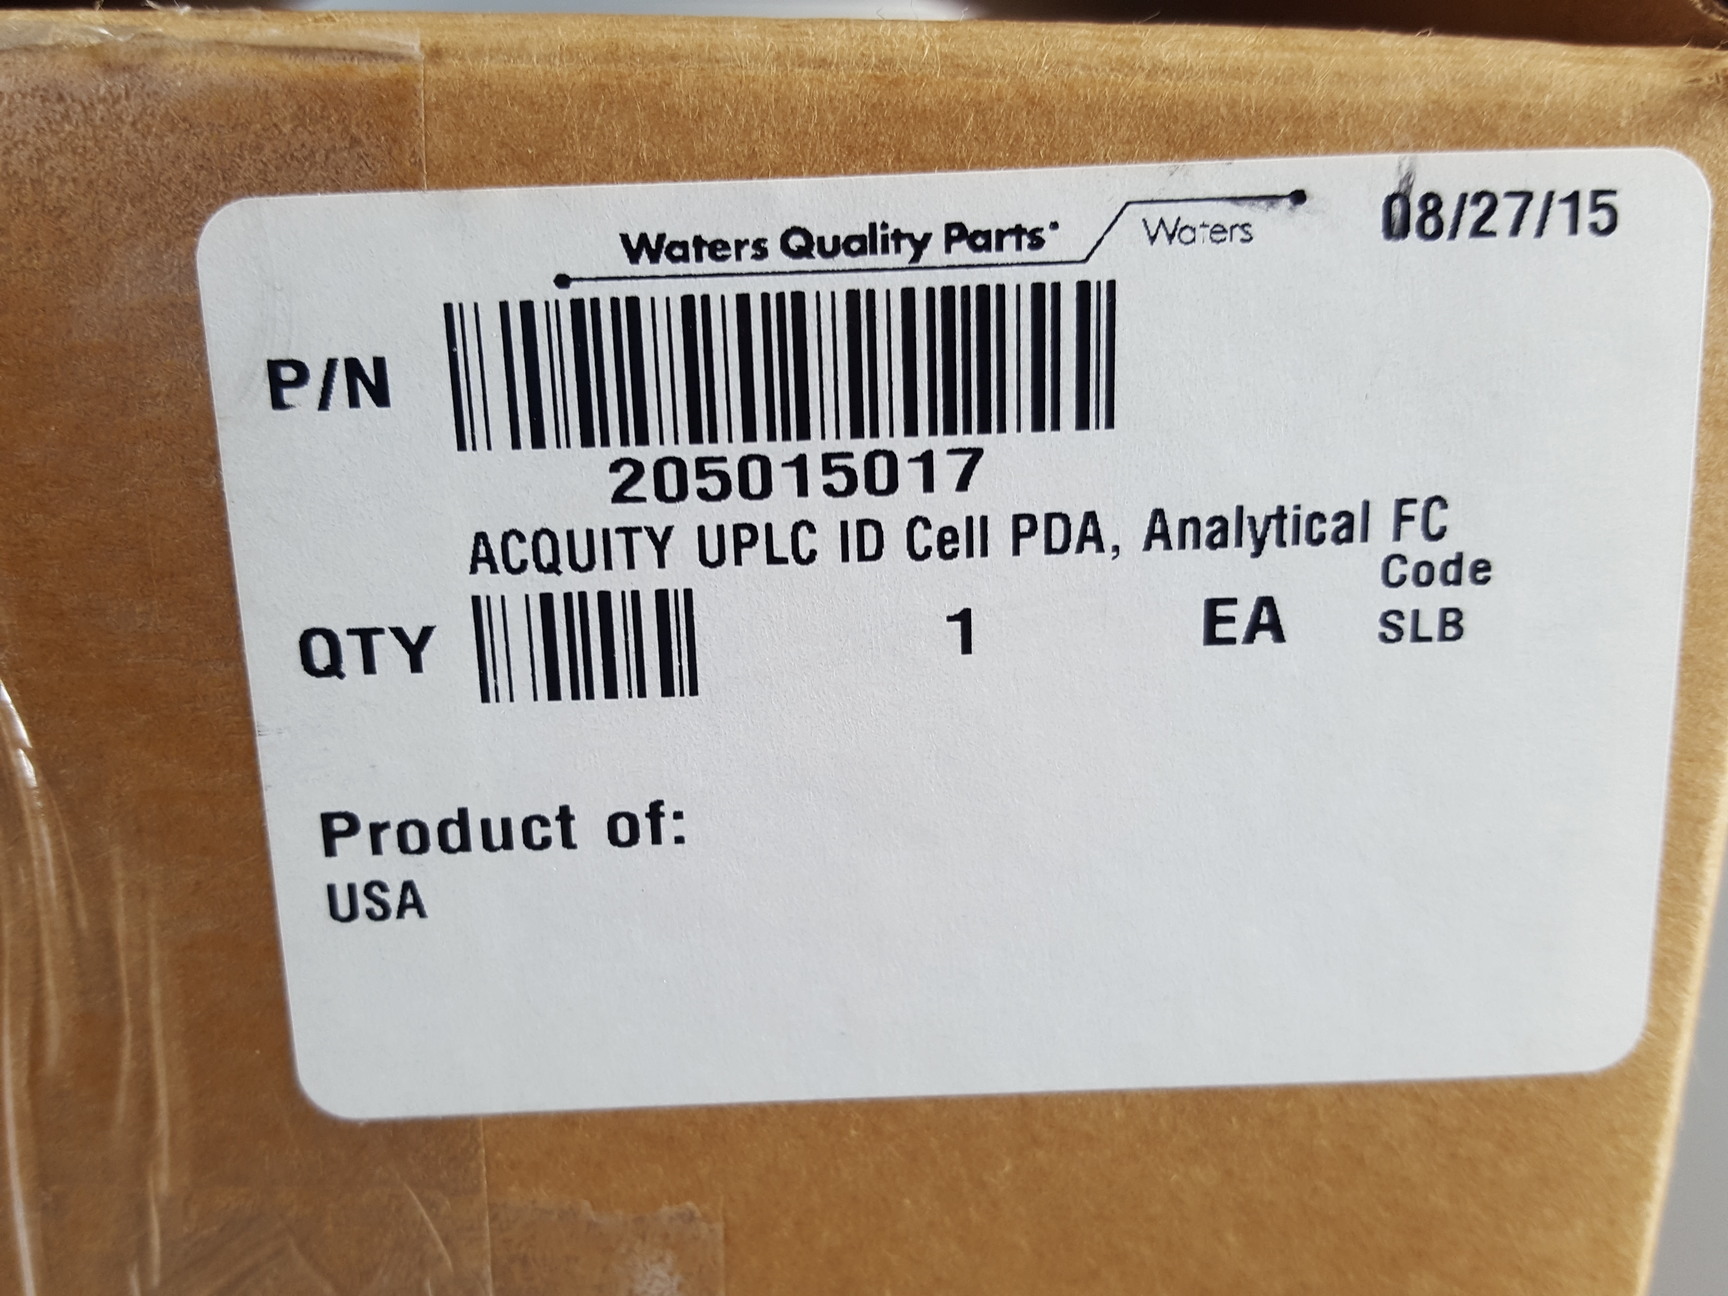 Waters Quality Parts® Waters 08/27/15
P/N
205015017
ACQUITY UPLC ID Cell PDA, Analytical FC
Code
QTY 1 EA SLB
Product of:
USA